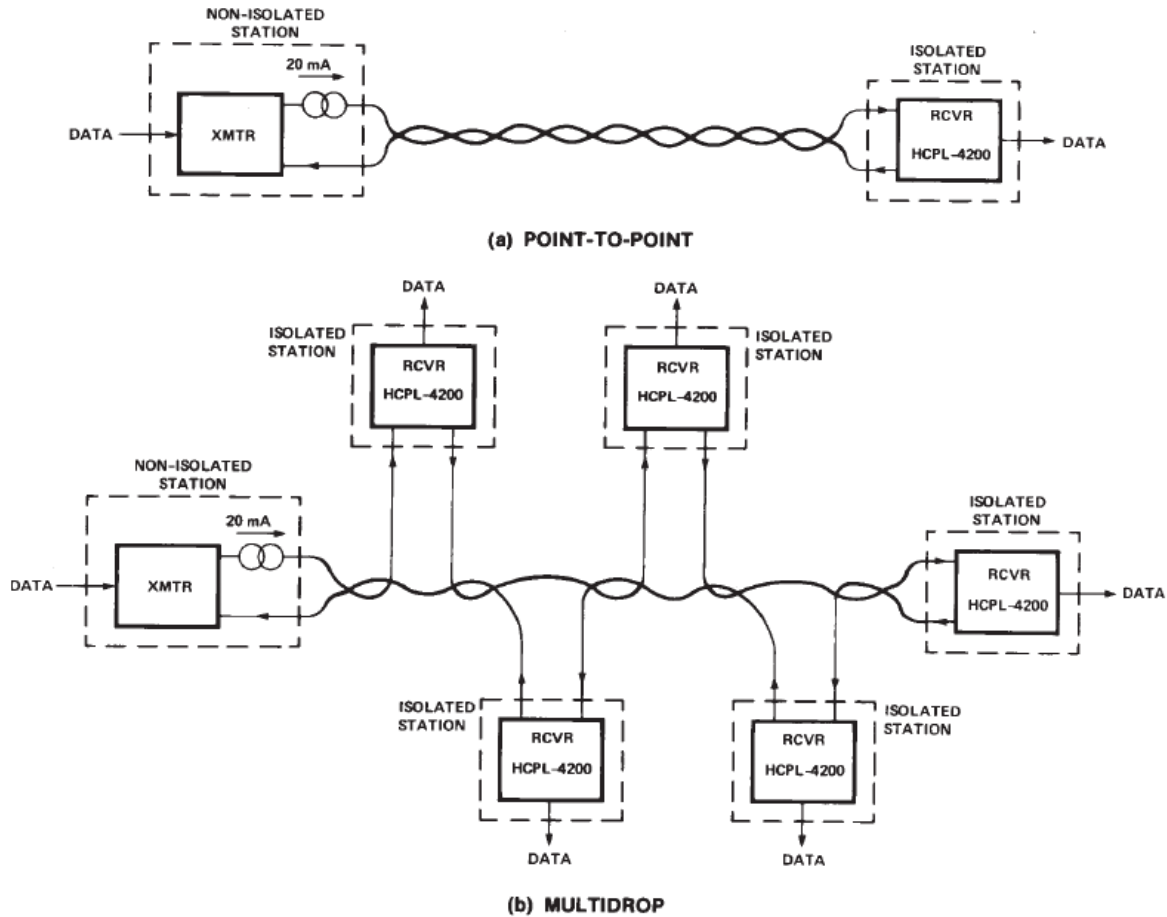 NON-ISOLATED
STATION
20 mA
DATA
XMTR
ISOLATED
STATION
RCVR
HCPL-4200
DATA
(a) POINT-TO-POINT
DATA
ISOLATED
STATION
RCVR
HCPL-4200
DATA
ISOLATED
STATION
RCVR
HCPL-4200
NON-ISOLATED
STATION
20 mA
DATA
XMTR
ISOLATED
STATION
RCVR
HCPL-4200
DATA
ISOLATED
STATION
RCVR
HCPL-4200
DATA
ISOLATED
STATION
RCVR
HCPL-4200
DATA
(b) MULTIDROP